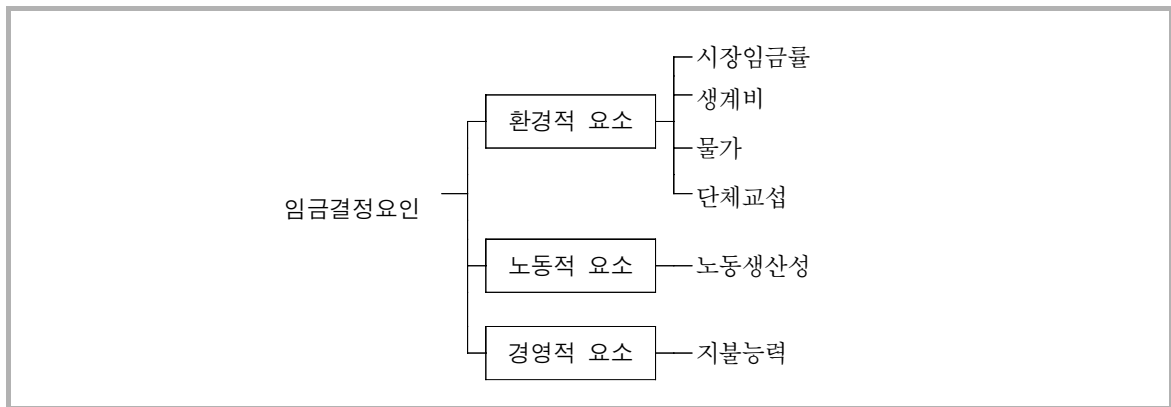 시장임금률
생계비
환경적 요소
물가
단체교섭
임금결정요인
노동적 요소
노동생산성
경영적 요소
지불능력